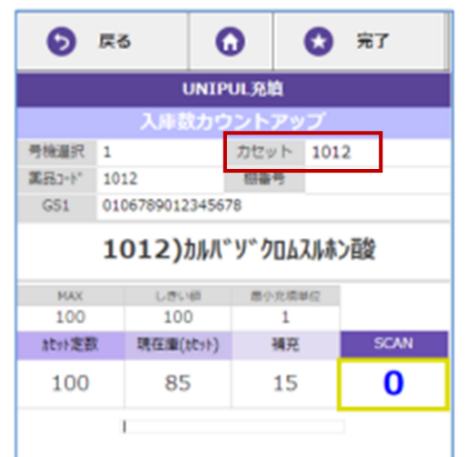 戻る 完了
UNIPUL充填
入庫数カウントアップ
号機選択 1 カセット 1012
薬品ｺｰﾄﾞ 1012 棚番号
GS1 0106789012345678
1012)ｶﾙﾊﾞｿﾞｸﾛﾑｽﾙﾎﾝ酸
MAX しきい値 最小充填単位
100 100 1
ｶｾｯﾄ定数 現在庫(ｶｾｯﾄ) 補充 SCAN
100 85 15 0